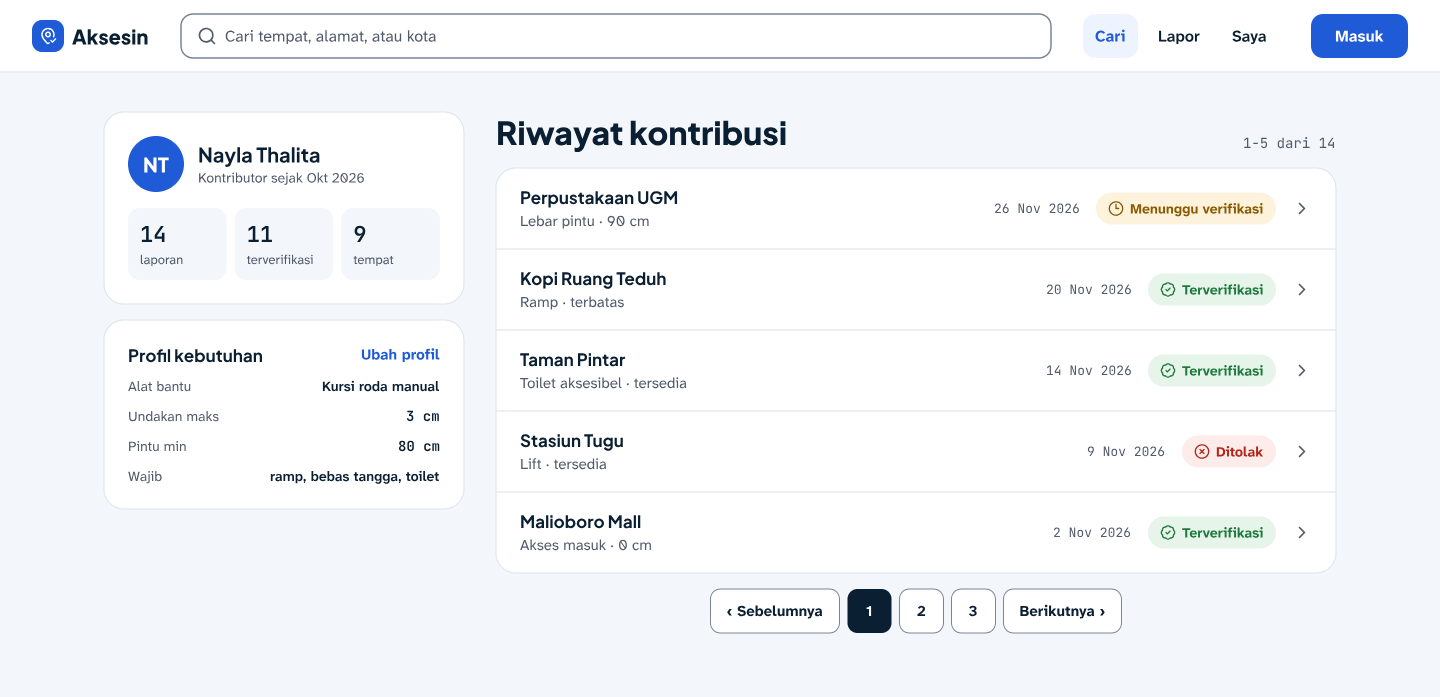 Aksesin
Cari tempat, alamat, atau kota
Cari
Lapor
Saya
Masuk
NT
Nayla Thalita
Kontributor sejak Okt 2026
14
laporan
11
terverifikasi
9
tempat
Profil kebutuhan
Ubah profil
Alat bantu
Kursi roda manual
Undakan maks
3 cm
Pintu min
80 cm
Wajib
ramp, bebas tangga, toilet
Riwayat kontribusi
1-5 dari 14
Perpustakaan UGM
Lebar pintu · 90 cm
26 Nov 2026
Menunggu verifikasi
Kopi Ruang Teduh
Ramp · terbatas
20 Nov 2026
Terverifikasi
Taman Pintar
Toilet aksesibel · tersedia
14 Nov 2026
Terverifikasi
Stasiun Tugu
Lift · tersedia
9 Nov 2026
Ditolak
Malioboro Mall
Akses masuk · 0 cm
2 Nov 2026
Terverifikasi
‹ Sebelumnya
1
2
3
Berikutnya ›